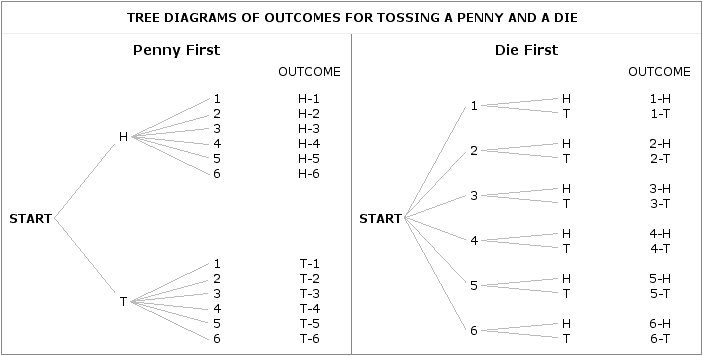 TREE DIAGRAMS OF OUTCOMES FOR TOSSING A PENNY AND A DIE
Penny First
OUTCOME
1 H-1
2 H-2
3 H-3
H
4 H-4
5 H-5
6 H-6
START
1 T-1
2 T-2
3 T-3
T
4 T-4
5 T-5
6 T-6
Die First
OUTCOME
H 1-H
1
T 1-T
H 2-H
2
T 2-T
H 3-H
3
T 3-T
START
H 4-H
4
T 4-T
H 5-H
5
T 5-T
H 6-H
6
T 6-T